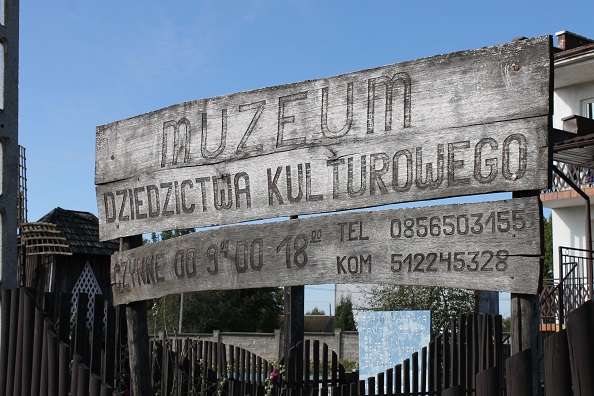 MUZEUM
DZIEDZICTWA KULTUROWEGO
CZYNNE OD 9⁰⁰ DO 18⁰⁰ TEL 0856503155
KOM 512245328